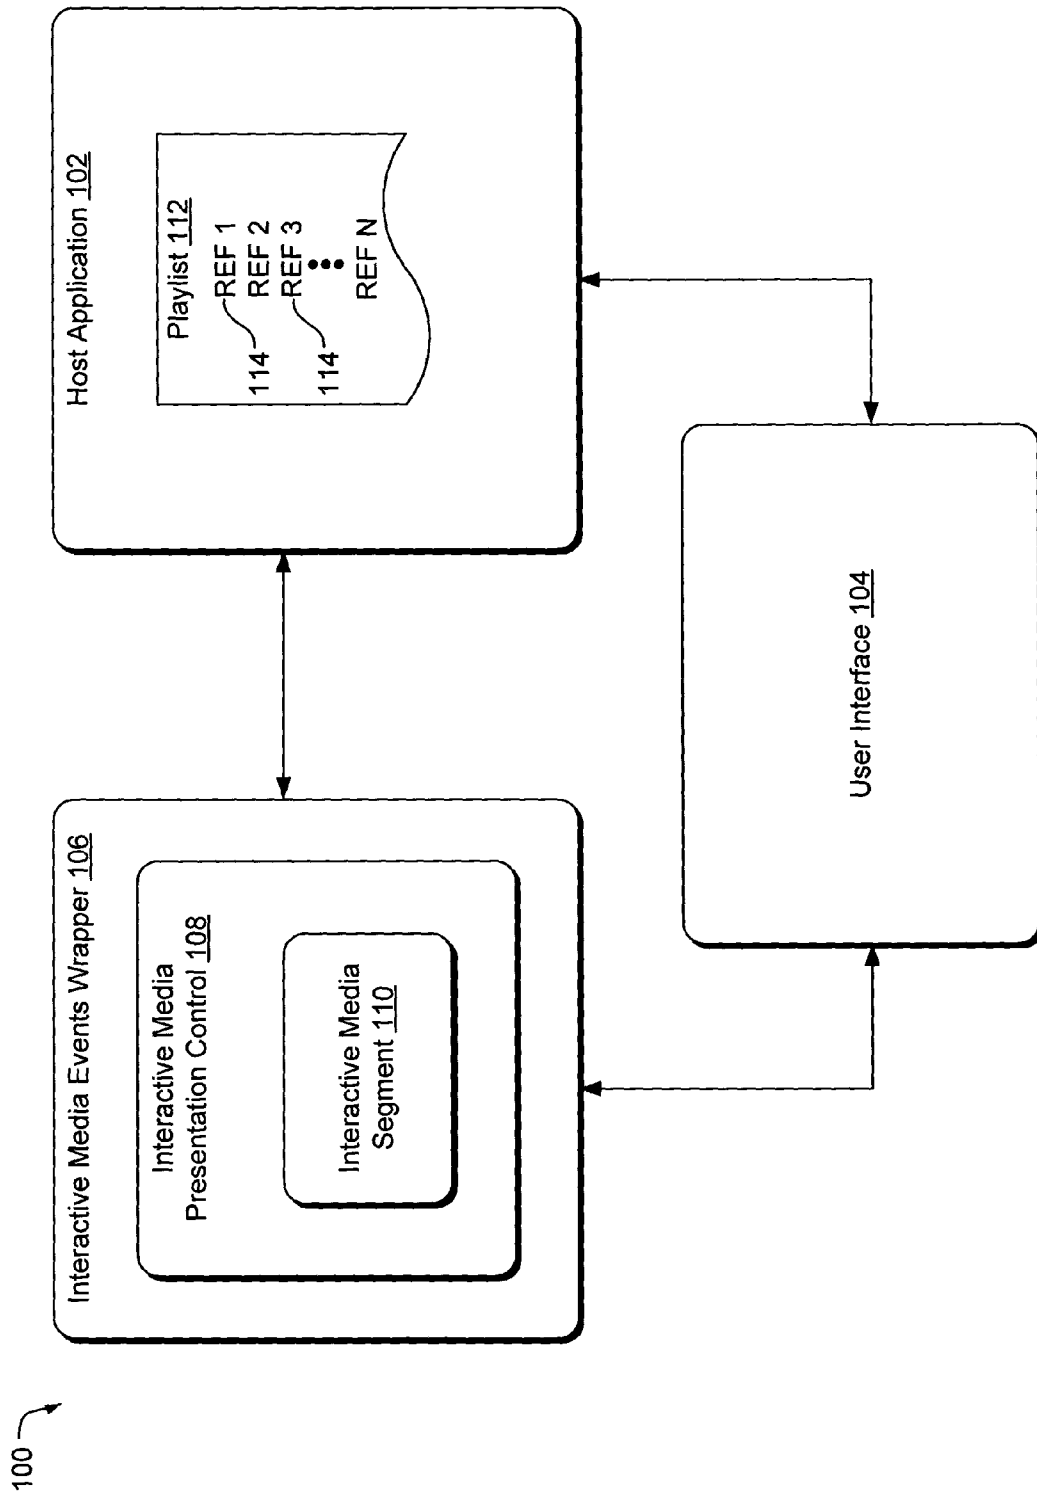 100
Interactive Media Events Wrapper 106
Interactive Media
Presentation Control 108
Interactive Media
Segment 110
Host Application 102
Playlist 112
REF 1
REF 2
REF 3
REF N
114
114
User Interface 104